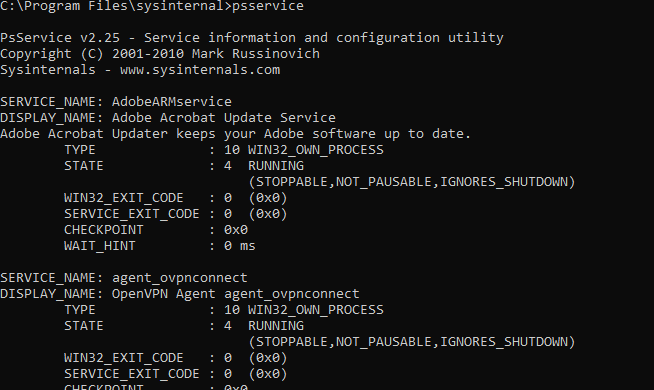 C:\Program Files\sysinternal>psservice
PsService v2.25 - Service information and configuration utility
Copyright (C) 2001-2010 Mark Russinovich
Sysinternals - www.sysinternals.com
SERVICE_NAME: AdobeARMservice
DISPLAY_NAME: Adobe Acrobat Update Service
Adobe Acrobat Updater keeps your Adobe software up to date.
TYPE : 10 WIN32_OWN_PROCESS
STATE : 4 RUNNING
(STOPPABLE,NOT_PAUSABLE,IGNORES_SHUTDOWN)
WIN32_EXIT_CODE : 0 (0x0)
SERVICE_EXIT_CODE : 0 (0x0)
CHECKPOINT : 0x0
WAIT_HINT : 0 ms
SERVICE_NAME: agent_ovpnconnect
DISPLAY_NAME: OpenVPN Agent agent_ovpnconnect
TYPE : 10 WIN32_OWN_PROCESS
STATE : 4 RUNNING
(STOPPABLE,NOT_PAUSABLE,IGNORES_SHUTDOWN)
WIN32_EXIT_CODE : 0 (0x0)
SERVICE_EXIT_CODE : 0 (0x0)
CHECKPOINT : 0x0